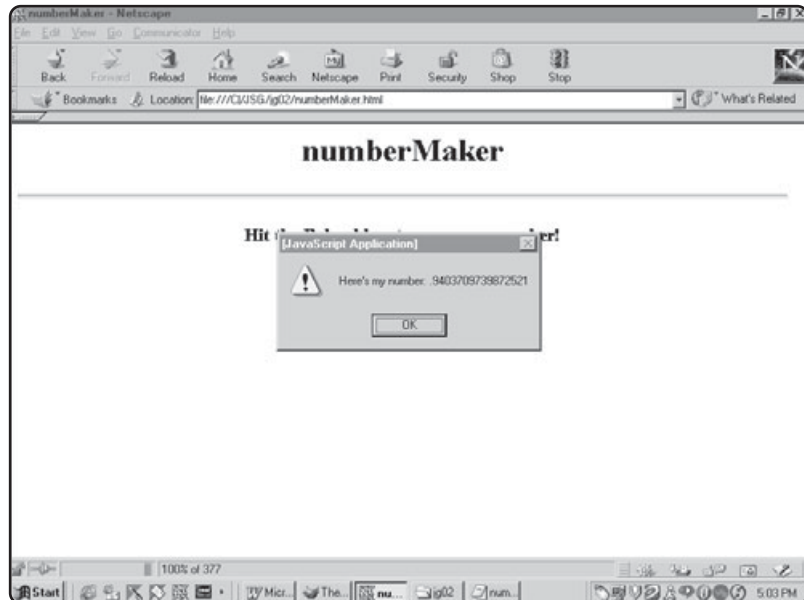 numberMaker - Netscape
File Edit View Go Communicator Help
Back Forward Reload Home Search Netscape Print Security Shop Stop
Bookmarks Location: file:///C|/JSG/jg02/numberMaker.html What's Related
numberMaker
Hit er!
[JavaScript Application]
Here's my number: .9403709739872521
OK
100% of 377
Start Micr... The... nu... jg02 num... 5:03 PM